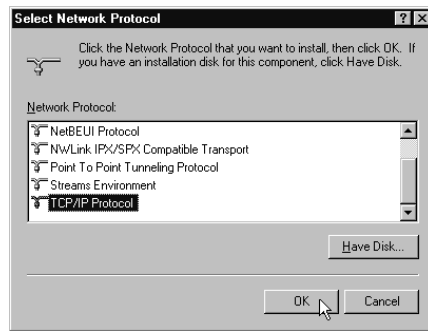 Select Network Protocol
Click the Network Protocol that you want to install, then click OK. If
you have an installation disk for this component, click Have Disk.
Network Protocol:
NetBEUI Protocol
NWLink IPX/SPX Compatible Transport
Point To Point Tunneling Protocol
Streams Environment
TCP/IP Protocol
Have Disk...
OK
Cancel